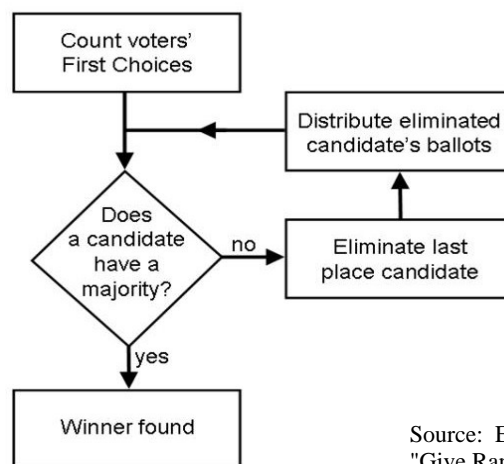 Count voters'
First Choices
Distribute eliminated
candidate's ballots
Does
a candidate
have a
majority?
no
Eliminate last
place candidate
yes
Winner found
Source:
"Give